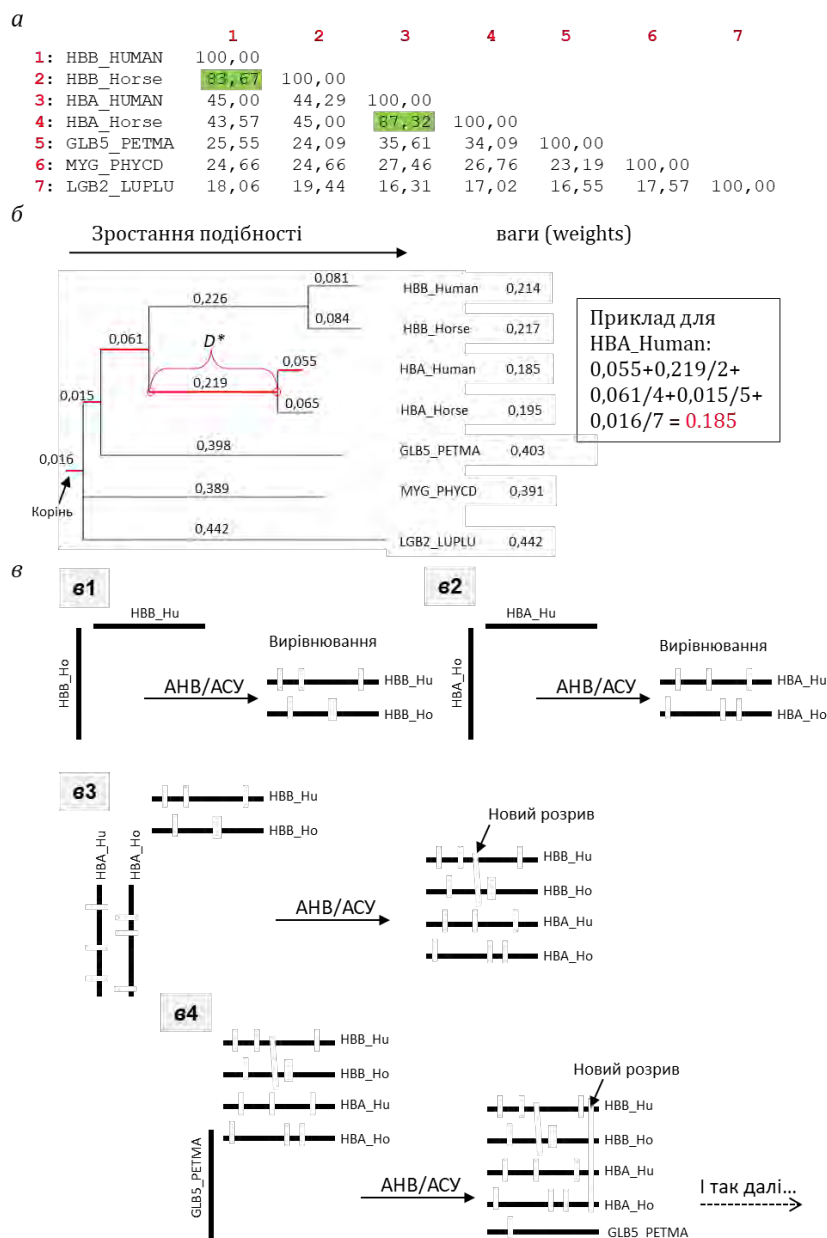 а
1 2 3 4 5 6 7
1: HBB_HUMAN 100,00
2: HBB_Horse 83,67 100,00
3: HBA_HUMAN 45,00 44,29 100,00
4: HBA_Horse 43,57 45,00 87,32 100,00
5: GLB5_PETMA 25,55 24,09 35,61 34,09 100,00
6: MYG_PHYCD 24,66 24,66 27,46 26,76 23,19 100,00
7: LGB2_LUPLU 18,06 19,44 16,31 17,02 16,55 17,57 100,00
б
Зростання подібності ваги (weights)
0,081
HBB_Human 0,214
0,226
0,084
HBB_Horse 0,217
0,061
D*
0,055
HBA_Human 0,185
0,219
0,015
0,065
HBA_Horse 0,195
0,398
GLB5_PETMA 0,403
0,016
0,389
MYG_PHYCD 0,391
Корінь
0,442
LGB2_LUPLU 0,442
Приклад для
HBA_Human:
0,055+0,219/2+
0,061/4+0,015/5+
0,016/7 = 0.185
в
в1
HBB_Hu
HBB_Ho
АНВ/АСУ
Вирівнювання
HBB_Hu
HBB_Ho
в2
HBA_Hu
HBA_Ho
АНВ/АСУ
Вирівнювання
HBA_Hu
HBA_Ho
в3
HBB_Hu
HBB_Ho
HBA_Hu
HBA_Ho
АНВ/АСУ
Новий розрив
HBB_Hu
HBB_Ho
HBA_Hu
HBA_Ho
в4
HBB_Hu
HBB_Ho
HBA_Hu
HBA_Ho
GLB5_PETMA
АНВ/АСУ
Новий розрив
HBB_Hu
HBB_Ho
HBA_Hu
HBA_Ho
GLB5_PETMA
І так далі...